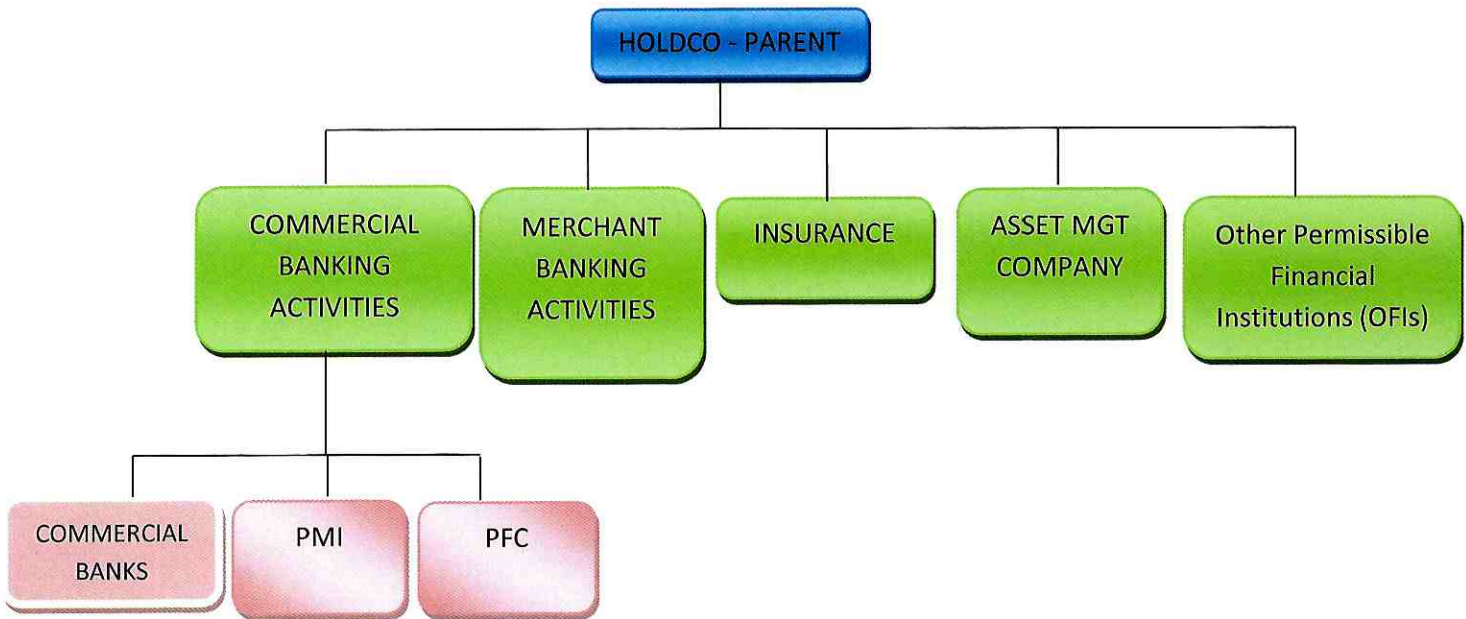 HOLDCO - PARENT
COMMERCIAL
BANKING
ACTIVITIES
MERCHANT
BANKING
ACTIVITIES
INSURANCE
ASSET MGT
COMPANY
Other Permissible
Financial
Institutions (OFIs)
COMMERCIAL
BANKS
PMI
PFC